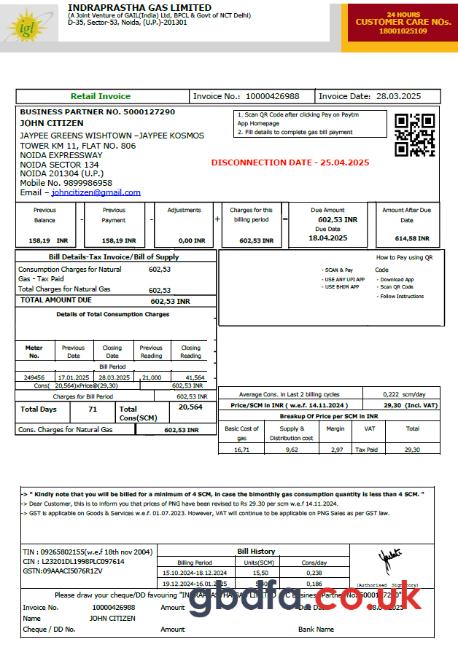 igl
INDRAPRASTHA GAS LIMITED
(A Joint Venture of GAIL(India) Ltd, BPCL & Govt of NCT Delhi)
D-35, Sector-53, Noida, (U.P.)-201301
24 HOURS
CUSTOMER CARE NOs.
18001025109
Retail Invoice Invoice No.: 10000426988 Invoice Date: 28.03.2025
BUSINESS PARTNER NO. 5000127290
JOHN CITIZEN
JAYPEE GREENS WISHTOWN –JAYPEE KOSMOS
TOWER KM 11, FLAT NO. 806
NOIDA EXPRESSWAY
NOIDA SECTOR 134
NOIDA 201304 (U.P.)
Mobile No. 9899986958
Email – johncitizen@gmail.com
1. Scan QR Code after clicking Pay on Paytm
App Homepage
2. Fill details to complete gas bill payment
DISCONNECTION DATE - 25.04.2025
Previous Balance - Previous Payment - Adjustments + Charges for this billing period = Due Amount Amount After Due Date
602,53 INR
Due Date
158,19 INR 158,19 INR 0,00 INR 602,53 INR 18.04.2025 614,58 INR
Bill Details-Tax Invoice/Bill of Supply
Consumption Charges for Natural 602,53
Gas - Tax Paid
Total Charges for Natural Gas 602,53
TOTAL AMOUNT DUE 602,53 INR
How to Pay using QR
Code
- SCAN & Pay
- USE ANY UPI APP
- USE BHIM APP
- Download App
- Scan QR Code
- Follow Instructions
Details of Total Consumption Charges
Meter No. Previous Date Closing Date Previous Reading Closing Reading
Bill Period
249456 17.01.2025 28.03.2025 21,000 41,564
Cons( 20,564)xPrice@(29,30) 602,53 INR
Charges for Bill Period 602,53 INR
Total Days 71 Total Cons(SCM) 20,564
Cons. Charges for Natural Gas 602,53 INR
Average Cons. in Last 2 billing cycles 0,222 scm/day
Price/SCM in INR ( w.e.f. 14.11.2024 ) 29,30 (Incl. VAT)
Breakup Of Price per SCM in INR
Basic Cost of gas Supply & Distribution cost Margin VAT Total
16,71 9,62 2,97 Tax Paid 29,30
-> " Kindly note that you will be billed for a minimum of 4 SCM, in case the bimonthly gas consumption quantity is less than 4 SCM. "
-> Dear Customer, this is to inform you that prices of PNG have been revised to Rs 29.30 per scm w.e.f 14.11.2024.
-> GST is applicable on Goods & Services w.e.f. 01.07.2023. However, VAT will continue to be applicable on PNG Sales as per GST law.
TIN : 09265802155(w.e.f 18th nov 2004)
CIN : L23201DL1998PLC097614
GSTN:09AAACI5076R1ZV
Bill History
Billing Period Units(SCM) Cons/day
15.10.2024-18.12.2024 15,50 0,238
19.12.2024-16.01.2025 0,186
(Authorised Signatory)
Please draw your cheque/DD favouring "INDRAPRASTHA GAS LIMITED
gbdfa.co.uk
Invoice No. 10000426988 Amount Due Date
Name JOHN CITIZEN
Cheque / DD No. Amount Bank Name